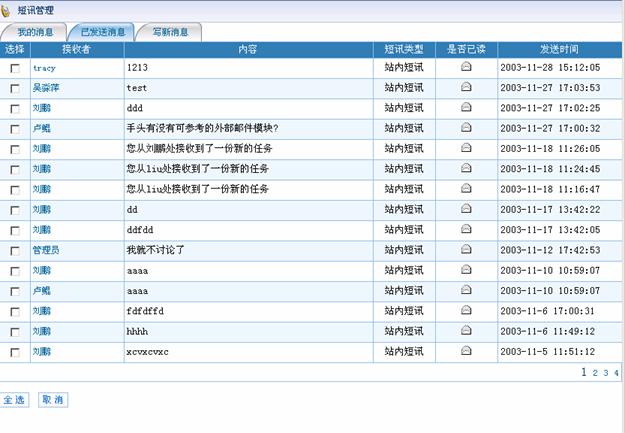 短讯管理
我的消息 已发送消息 写新消息
选择 接收者 内容 短讯类型 是否已读 发送时间
tracy 1213 站内短讯 2003-11-28 15:12:05
吴淼萍 test 站内短讯 2003-11-27 17:03:53
刘鹏 ddd 站内短讯 2003-11-27 17:02:25
卢鲲 手头有没有可参考的外部邮件模块? 站内短讯 2003-11-27 17:00:32
刘鹏 您从刘鹏处接收到了一份新的任务 站内短讯 2003-11-18 11:26:05
刘鹏 您从liu处接收到了一份新的任务 站内短讯 2003-11-18 11:24:45
刘鹏 您从liu处接收到了一份新的任务 站内短讯 2003-11-18 11:16:47
刘鹏 dd 站内短讯 2003-11-17 13:42:22
刘鹏 ddfdd 站内短讯 2003-11-17 13:42:05
管理员 我就不讨论了 站内短讯 2003-11-12 17:42:53
刘鹏 aaaa 站内短讯 2003-11-10 10:59:07
卢鲲 aaaa 站内短讯 2003-11-10 10:59:07
刘鹏 fdfdffd 站内短讯 2003-11-6 17:00:31
刘鹏 hhhh 站内短讯 2003-11-6 11:49:12
刘鹏 xcvxcvxc 站内短讯 2003-11-5 11:51:12
1 2 3 4
全选 取消